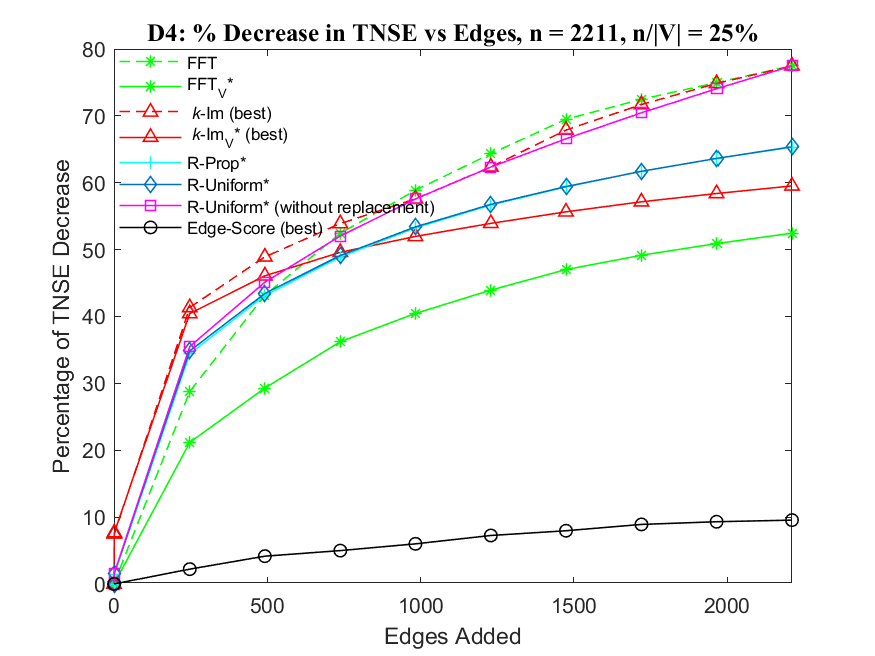 D4: % Decrease in TNSE vs Edges, n = 2211, n/|V| = 25%
80
70
60
50
40
30
20
10
0
Percentage of TNSE Decrease
FFT
FFT_V*
k-Im (best)
k-Im_V* (best)
R-Prop*
R-Uniform*
R-Uniform* (without replacement)
Edge-Score (best)
0 500 1000 1500 2000
Edges Added